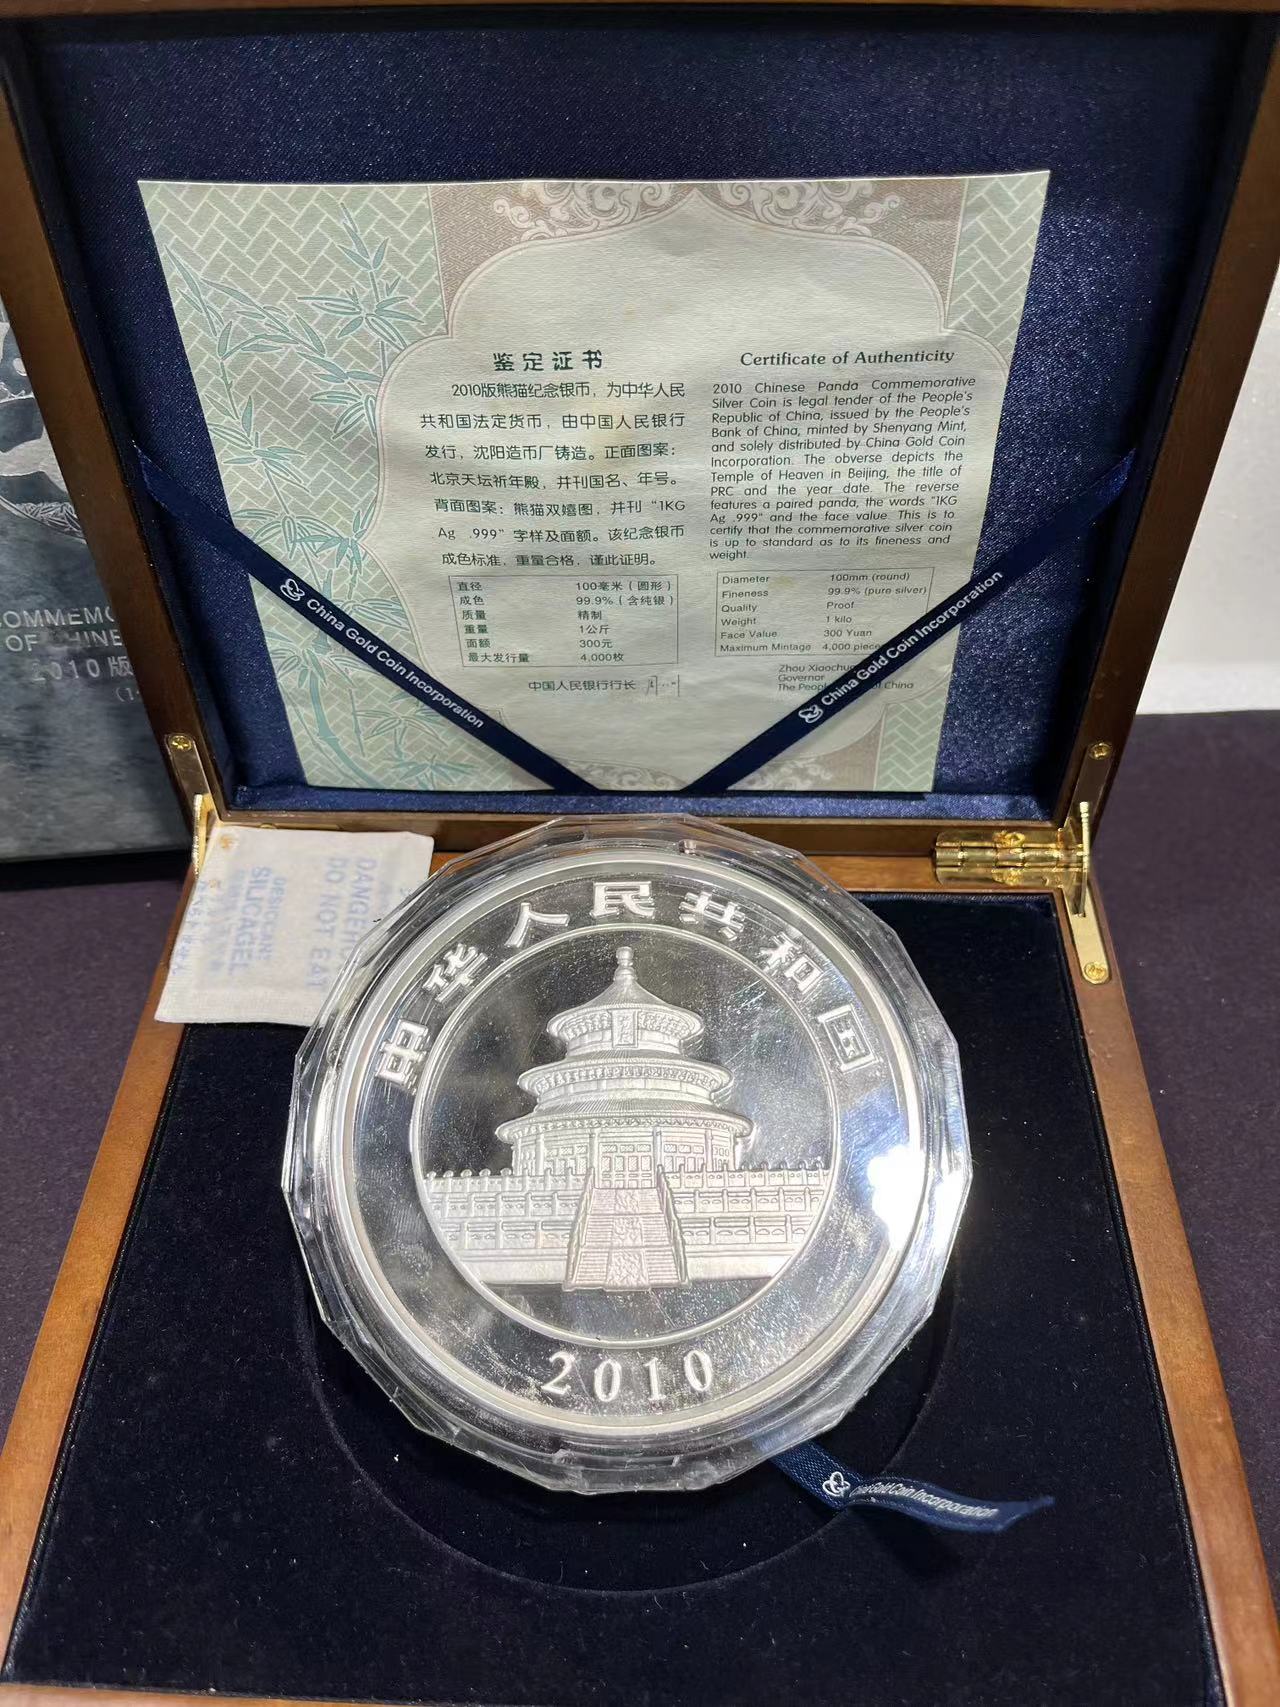 鉴定证书
2010版熊猫纪念银币，为中华人民
共和国法定货币，由中国人民银行
发行，沈阳造币厂铸造。正面图案：
北京天坛祈年殿，并刊国名、年号。
背面图案：熊猫双嬉图，并刊“1KG
Ag .999”字样及面额。该纪念银币
成色标准，重量合格，谨此证明。
直径 100毫米（圆形）
成色 99.9%（含纯银）
质量 精制
重量 1公斤
面额 300元
最大发行量 4,000枚
中国人民银行行长
Certificate of Authenticity
2010 Chinese Panda Commemorative
Silver Coin is legal tender of the People's
Republic of China, issued by the People's
Bank of China, minted by Shenyang Mint,
and solely distributed by China Gold Coin
Incorporation. The obverse depicts the
Temple of Heaven in Beijing, the title of
PRC and the year date. The reverse
features a paired panda, the words "1KG
Ag .999" and the face value. This is to
certify that the commemorative silver coin
is up to standard as to its fineness and
weight.
Diameter 100mm (round)
Fineness 99.9% (pure silver)
Quality Proof
Weight 1 kilo
Face Value 300 Yuan
Maximum Mintage 4,000 piece
Zhou Xiaochu
Governor
The People of China
China Gold Coin Incorporation
China Gold Coin Incorporation
OMMEMO
OF CHINE
2010版
DESICCANT
SILICAGEL
DO NOT EAT
中华人民共和国
2010
Gold Coin Incorporation